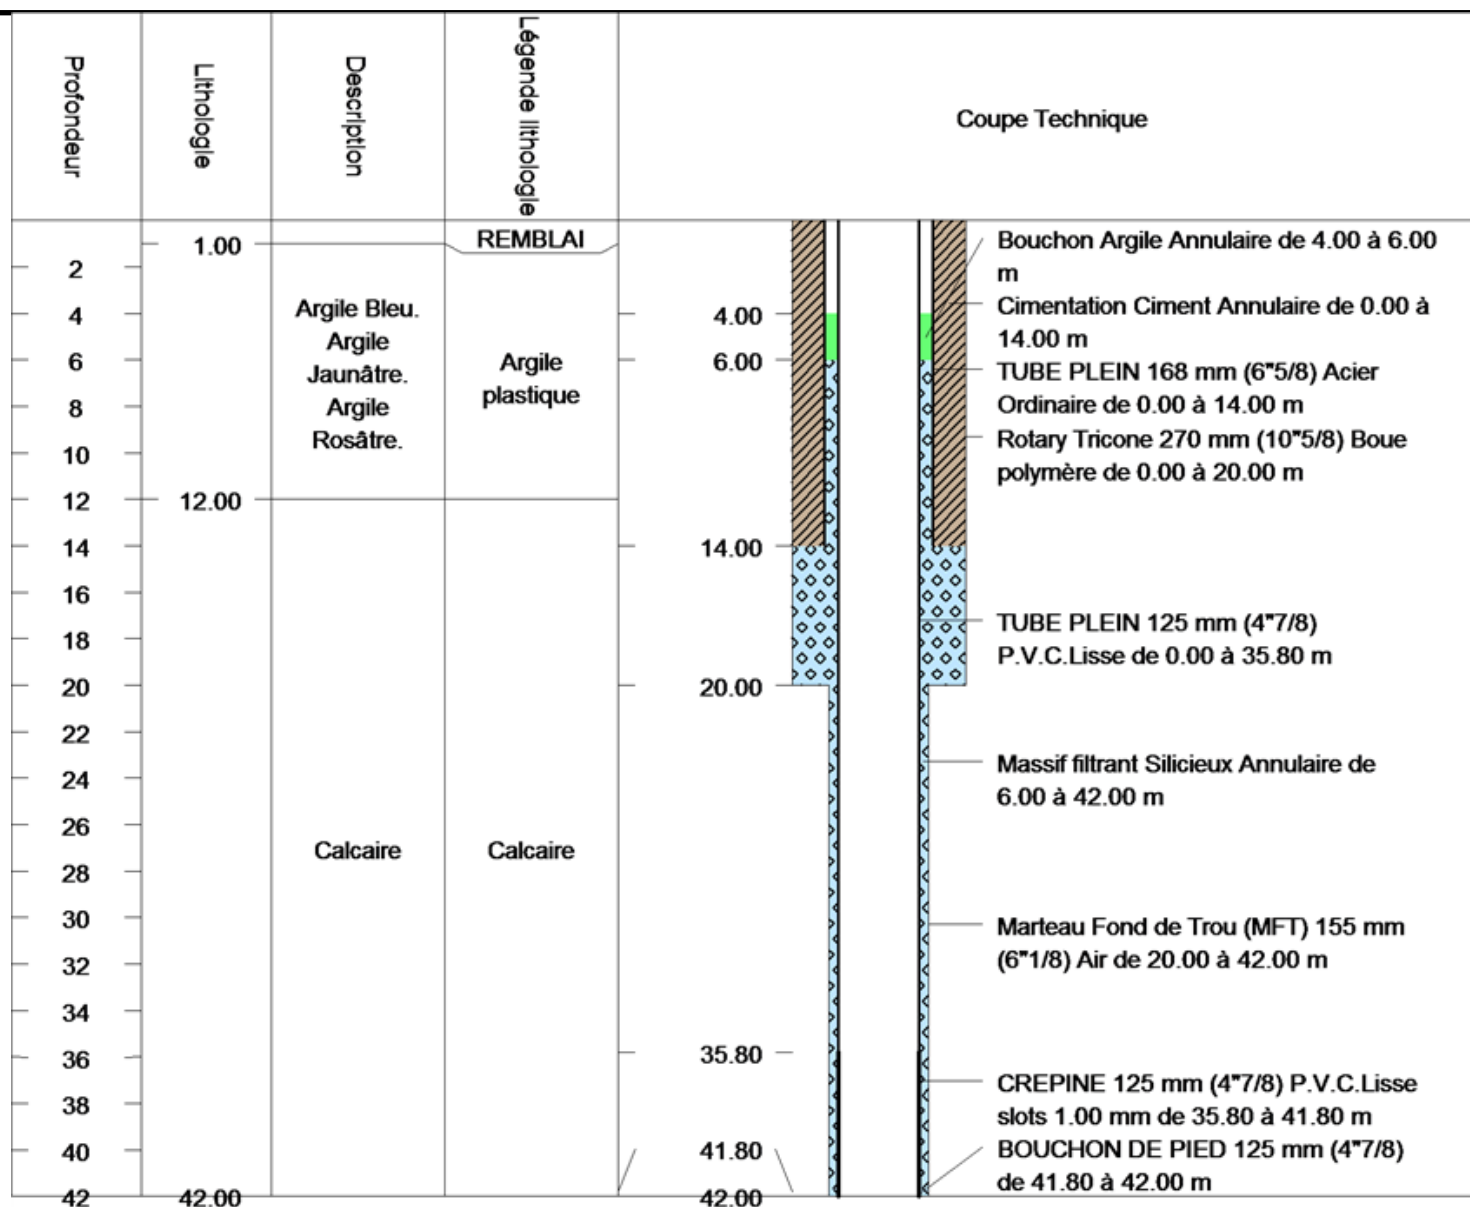 Profondeur
Lithologie
Description
Légende lithologie
Coupe Technique
1.00
REMBLAI
2
4
6
8
10
12
14
16
18
20
22
24
26
28
30
32
34
36
38
40
42
12.00
42.00
Argile Bleu.
Argile
Jaunâtre.
Argile
Rosâtre.
Argile
plastique
Calcaire
Calcaire
4.00
6.00
14.00
20.00
35.80
41.80
42.00
Bouchon Argile Annulaire de 4.00 à 6.00
m
Cimentation Ciment Annulaire de 0.00 à
14.00 m
TUBE PLEIN 168 mm (6"5/8) Acier
Ordinaire de 0.00 à 14.00 m
Rotary Tricone 270 mm (10"5/8) Boue
polymère de 0.00 à 20.00 m
TUBE PLEIN 125 mm (4"7/8)
P.V.C.Lisse de 0.00 à 35.80 m
Massif filtrant Silicieux Annulaire de
6.00 à 42.00 m
Marteau Fond de Trou (MFT) 155 mm
(6"1/8) Air de 20.00 à 42.00 m
CREPINE 125 mm (4"7/8) P.V.C.Lisse
slots 1.00 mm de 35.80 à 41.80 m
BOUCHON DE PIED 125 mm (4"7/8)
de 41.80 à 42.00 m